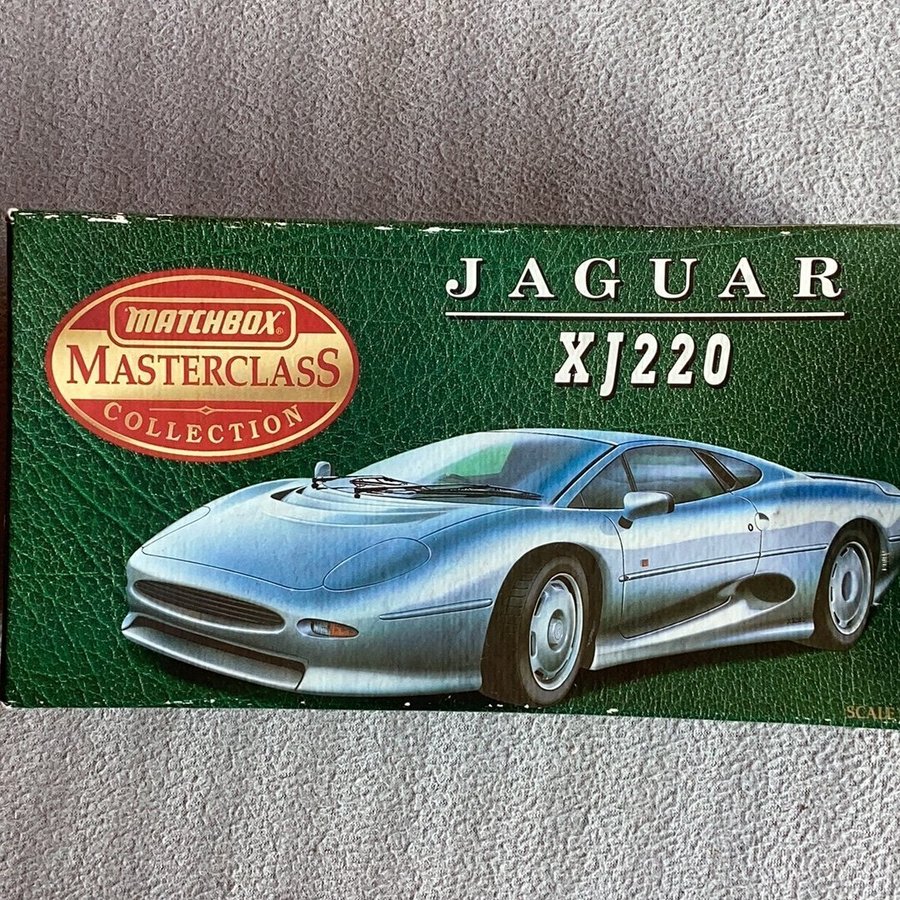 MATCHBOX®
MASTERCLASS
COLLECTION
JAGUAR
XJ220
SCALE